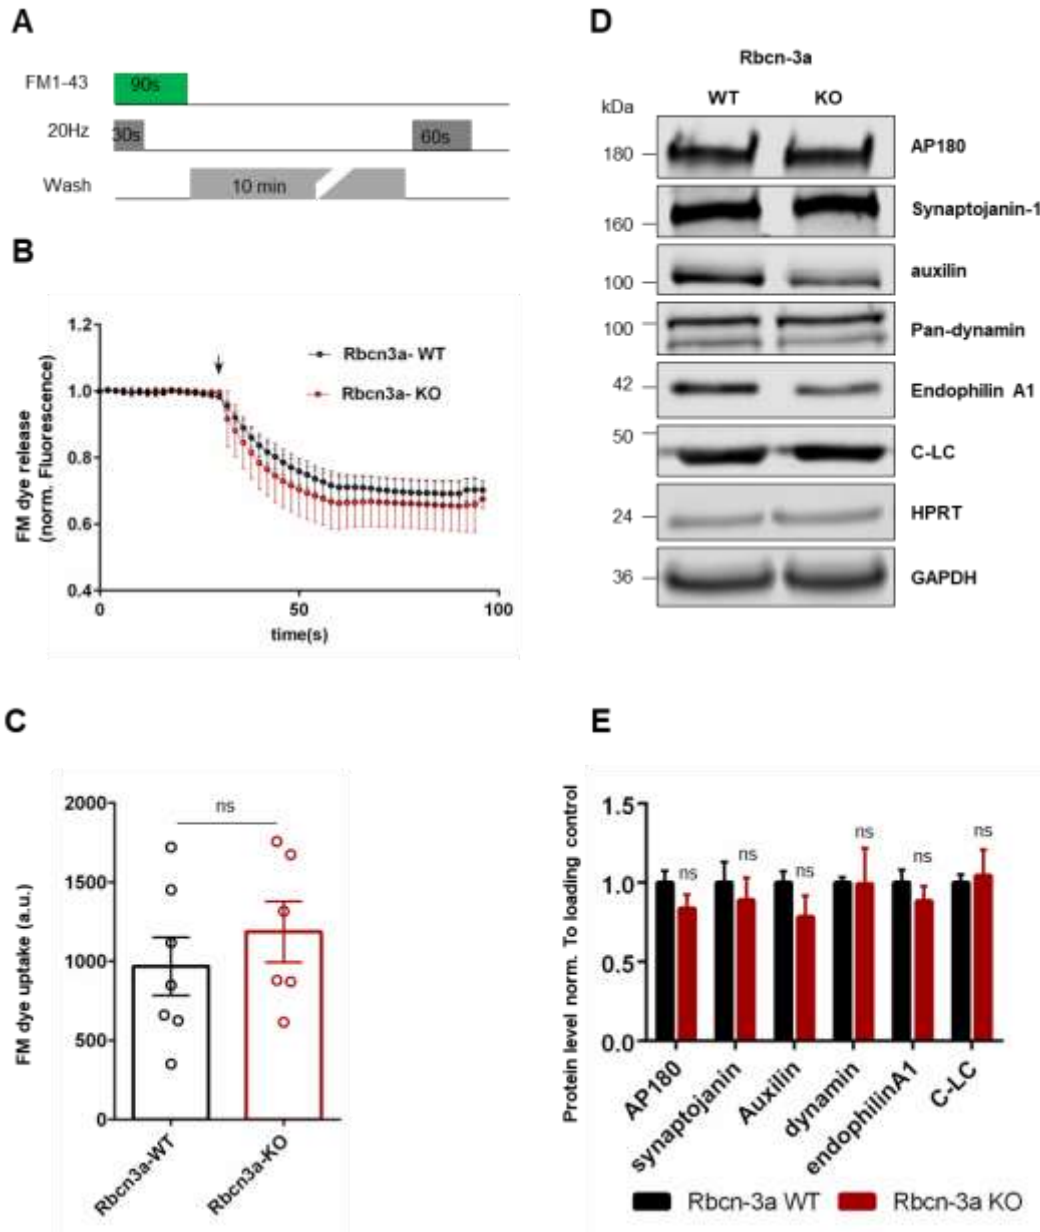 A
FM1-43
90s
20Hz
30s
60s
Wash
10 min
B
FM dye release
(norm. Fluorescence)
1.2
1.0
0.8
0.6
0.4
Rbcn3a- WT
Rbcn3a- KO
0
50
100
time(s)
C
FM dye uptake (a.u.)
2000
1500
1000
500
0
ns
Rbcn3a-WT
Rbcn3a-KO
D
Rbcn-3a
kDa
WT
KO
180
AP180
160
Synaptojanin-1
100
auxilin
100
Pan-dynamin
42
Endophilin A1
50
C-LC
24
HPRT
36
GAPDH
E
Protein level norm. To loading control
1.5
1.0
0.5
0.0
ns
ns
ns
ns
ns
ns
AP180
synaptojanin
Auxilin
dynamin
endophilinA1
C-LC
Rbcn-3a WT
Rbcn-3a KO